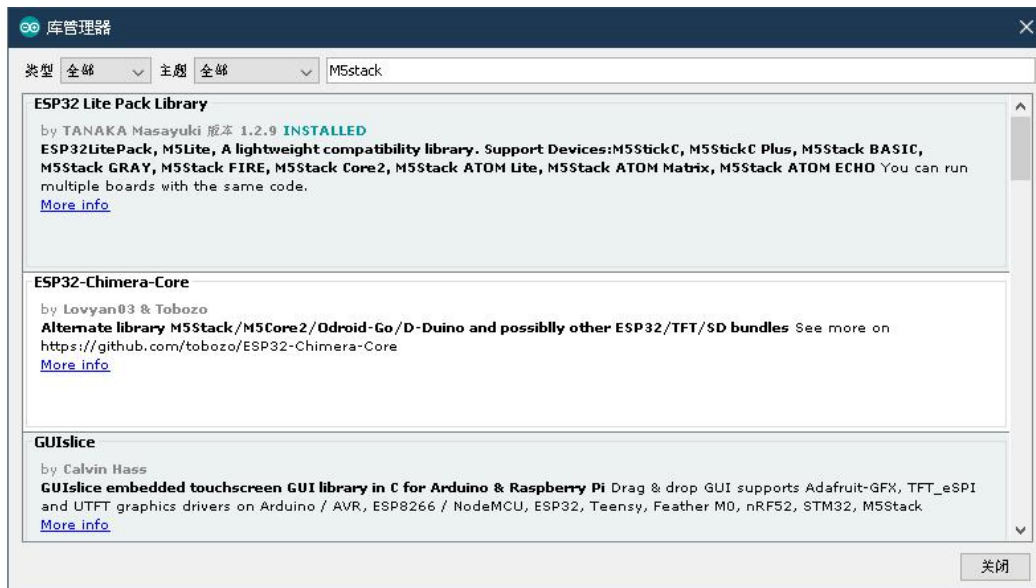 库管理器
类型 全部 主题 全部 M5stack
ESP32 Lite Pack Library
by TANAKA Masayuki 版本 1.2.9 INSTALLED
ESP32LitePack, M5Lite, A lightweight compatibility library. Support Devices:M5StickC, M5StickC Plus, M5Stack BASIC,
M5Stack GRAY, M5Stack FIRE, M5Stack Core2, M5Stack ATOM Lite, M5Stack ATOM Matrix, M5Stack ATOM ECHO You can run
multiple boards with the same code.
More info
ESP32-Chimera-Core
by Lovyan03 & Tobozo
Alternate library M5Stack/M5Core2/Odroid-Go/D-Duino and possiblly other ESP32/TFT/SD bundles See more on
https://github.com/tobozo/ESP32-Chimera-Core
More info
GUIslice
by Calvin Hass
GUIslice embedded touchscreen GUI library in C for Arduino & Raspberry Pi Drag & drop GUI supports Adafruit-GFX, TFT_eSPI
and UTFT graphics drivers on Arduino / AVR, ESP8266 / NodeMCU, ESP32, Teensy, Feather M0, nRF52, STM32, M5Stack
More info
关闭